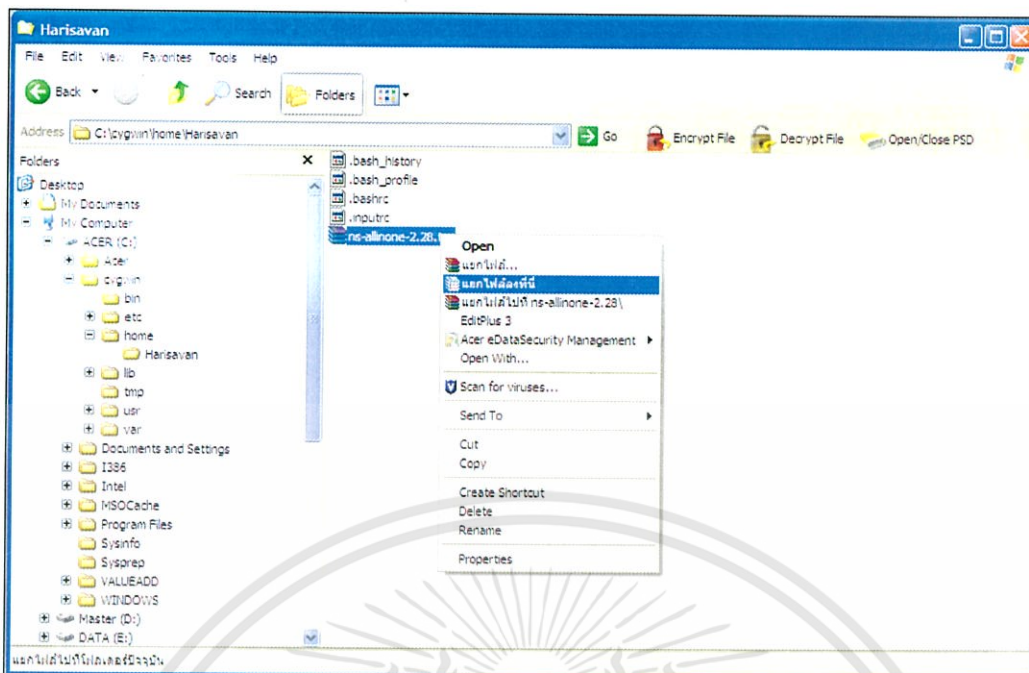 Harisavan
File Edit View Favorites Tools Help
Back Search Folders
Address C:\cygwin\home\Harisavan Go Encrypt File Decrypt File Open/Close PSD
Folders
Desktop
My Documents
My Computer
ACER (C:)
Acer
cygwin
bin
etc
home
Harisavan
lib
tmp
usr
var
Documents and Settings
I386
Intel
MSOCache
Program Files
Sysinfo
Sysprep
VALUEADD
WINDOWS
Master (D:)
DATA (E:)
.bash_history
.bash_profile
.bashrc
.inputrc
ns-allinone-2.28.
Open
แยกไฟล์...
แยกไฟล์ลงที่นี่
แยกไฟล์ไปที่ ns-allinone-2.28\
EditPlus 3
Acer eDataSecurity Management
Open With...
Scan for viruses...
Send To
Cut
Copy
Create Shortcut
Delete
Rename
Properties
แยกไฟล์ไปที่โฟลเดอร์ปัจจุบัน